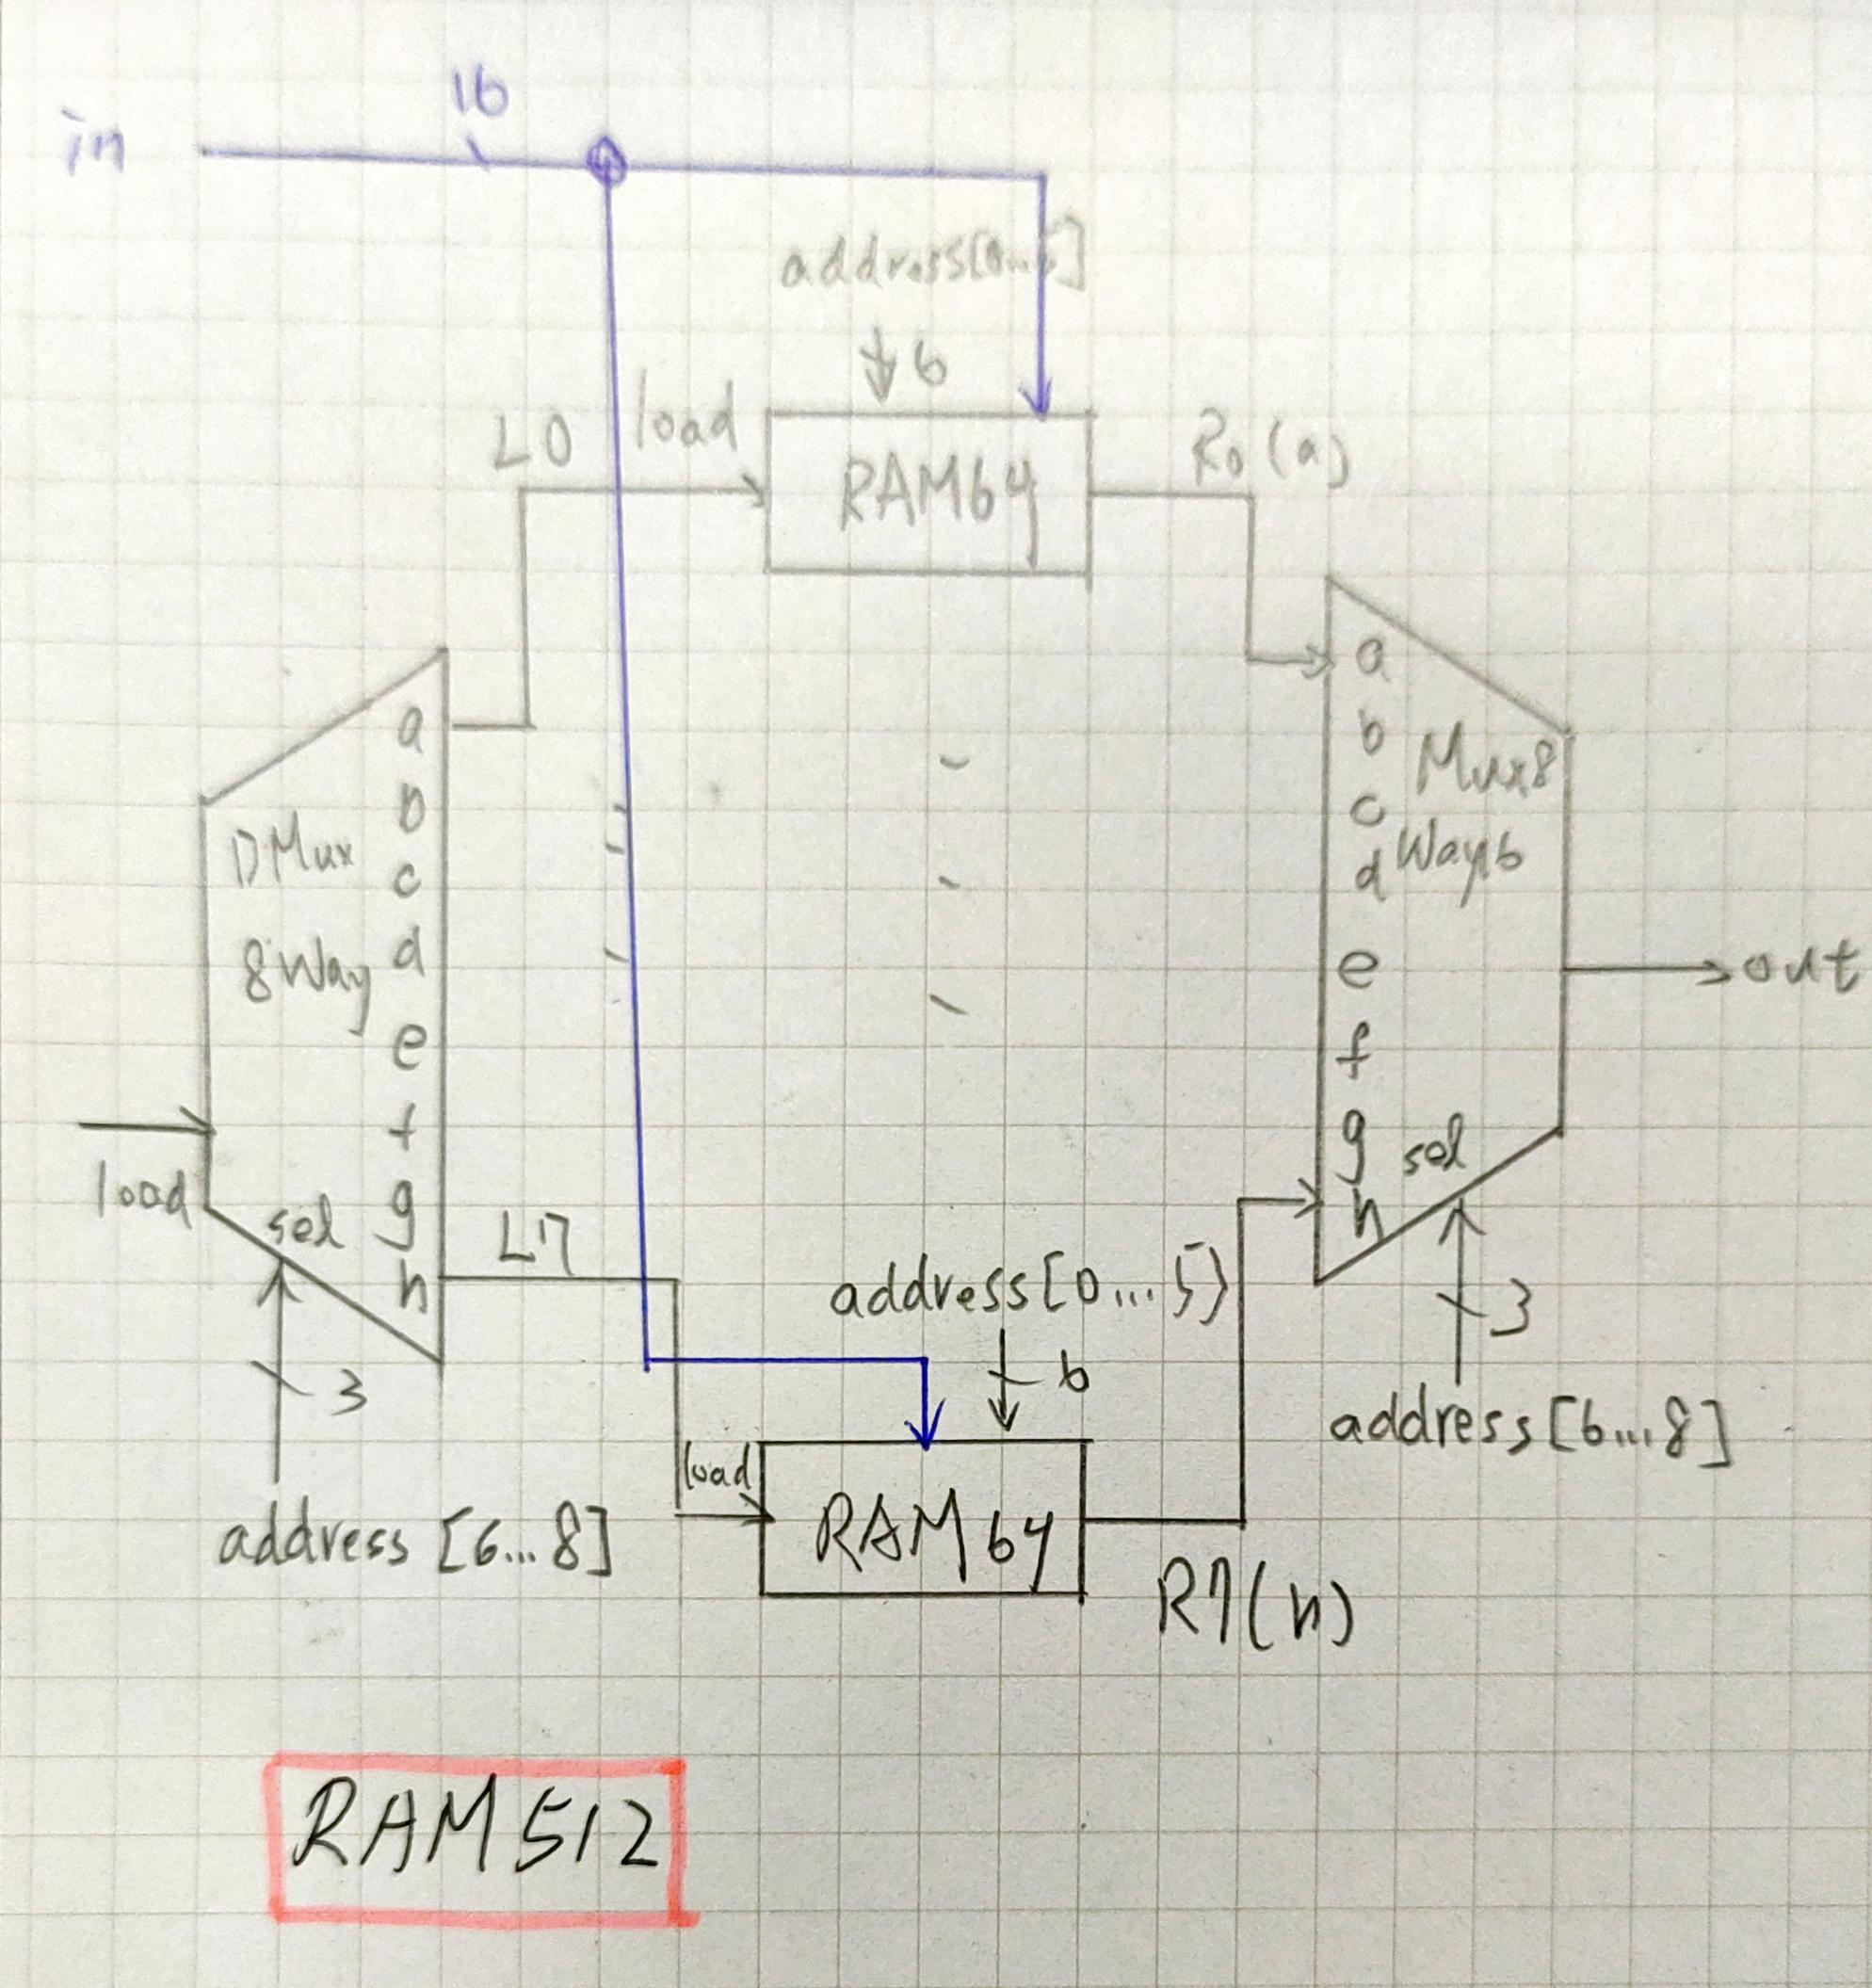 16
in
address[0...5]
6
L0
load
RAM64
R0(a)
a
b
c
d
e
f
g
h
DMux
8Way
sel
load
3
address [6...8]
L7
a
b
c
d
e
f
g
h
Mux8
Way16
sel
out
3
address[6...8]
address[0...5]
6
load
RAM64
R7(h)
RAM512